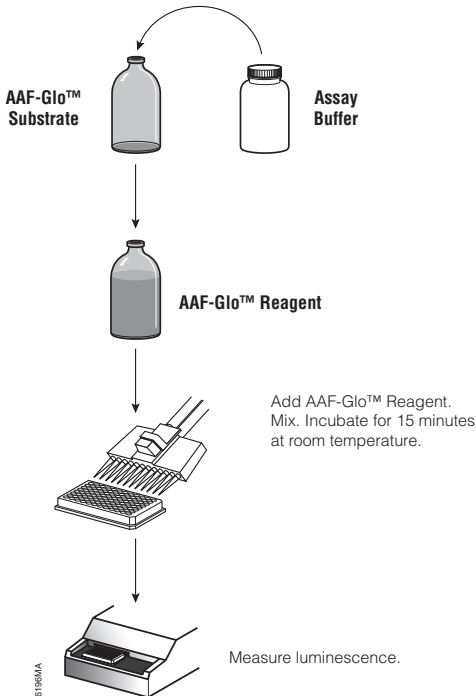 AAF-Glo™
Substrate
Assay
Buffer
AAF-Glo™ Reagent
Add AAF-Glo™ Reagent.
Mix. Incubate for 15 minutes
at room temperature.
Measure luminescence.
6196MA